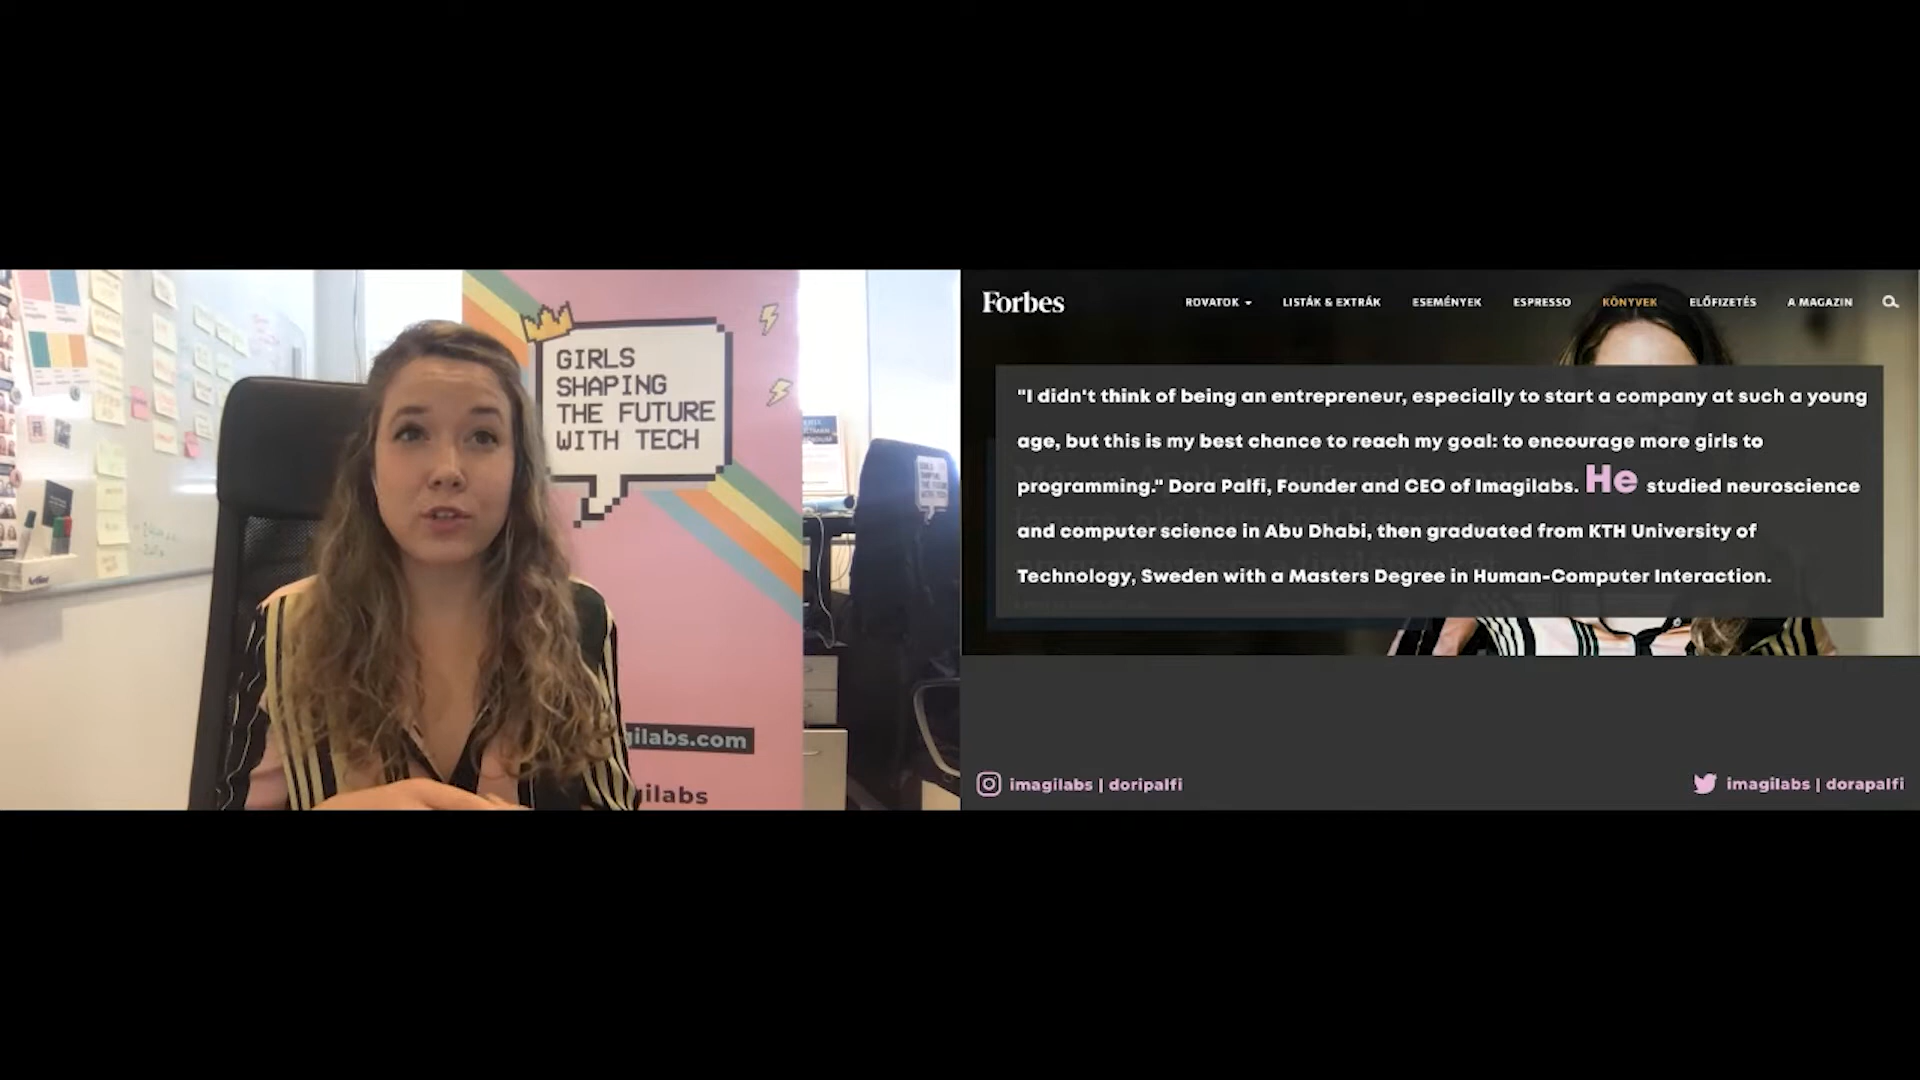 GIRLS
SHAPING
THE FUTURE
WITH TECH
gilabs.com
gilabs
Forbes
ROVATOK
LISTÁK & EXTRÁK
ESEMÉNYEK
ESPRESSO
KÖNYVEK
ELŐFIZETÉS
A MAGAZIN
"I didn't think of being an entrepreneur, especially to start a company at such a young
age, but this is my best chance to reach my goal: to encourage more girls to
programming." Dora Palfi, Founder and CEO of Imagilabs. He studied neuroscience
and computer science in Abu Dhabi, then graduated from KTH University of
Technology, Sweden with a Masters Degree in Human-Computer Interaction.
imagilabs | doripalfi
imagilabs | dorapalfi